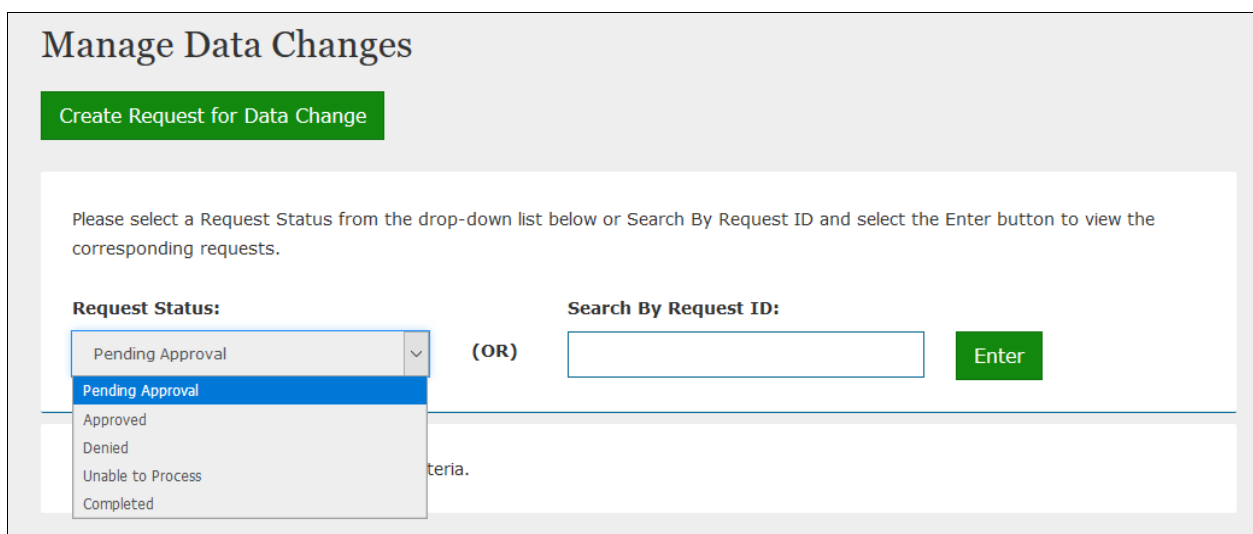 Manage Data Changes
Create Request for Data Change
Please select a Request Status from the drop-down list below or Search By Request ID and select the Enter button to view the
corresponding requests.
Request Status:
Search By Request ID:
Pending Approval
(OR)
Enter
Pending Approval
Approved
Denied
Unable to Process
teria.
Completed